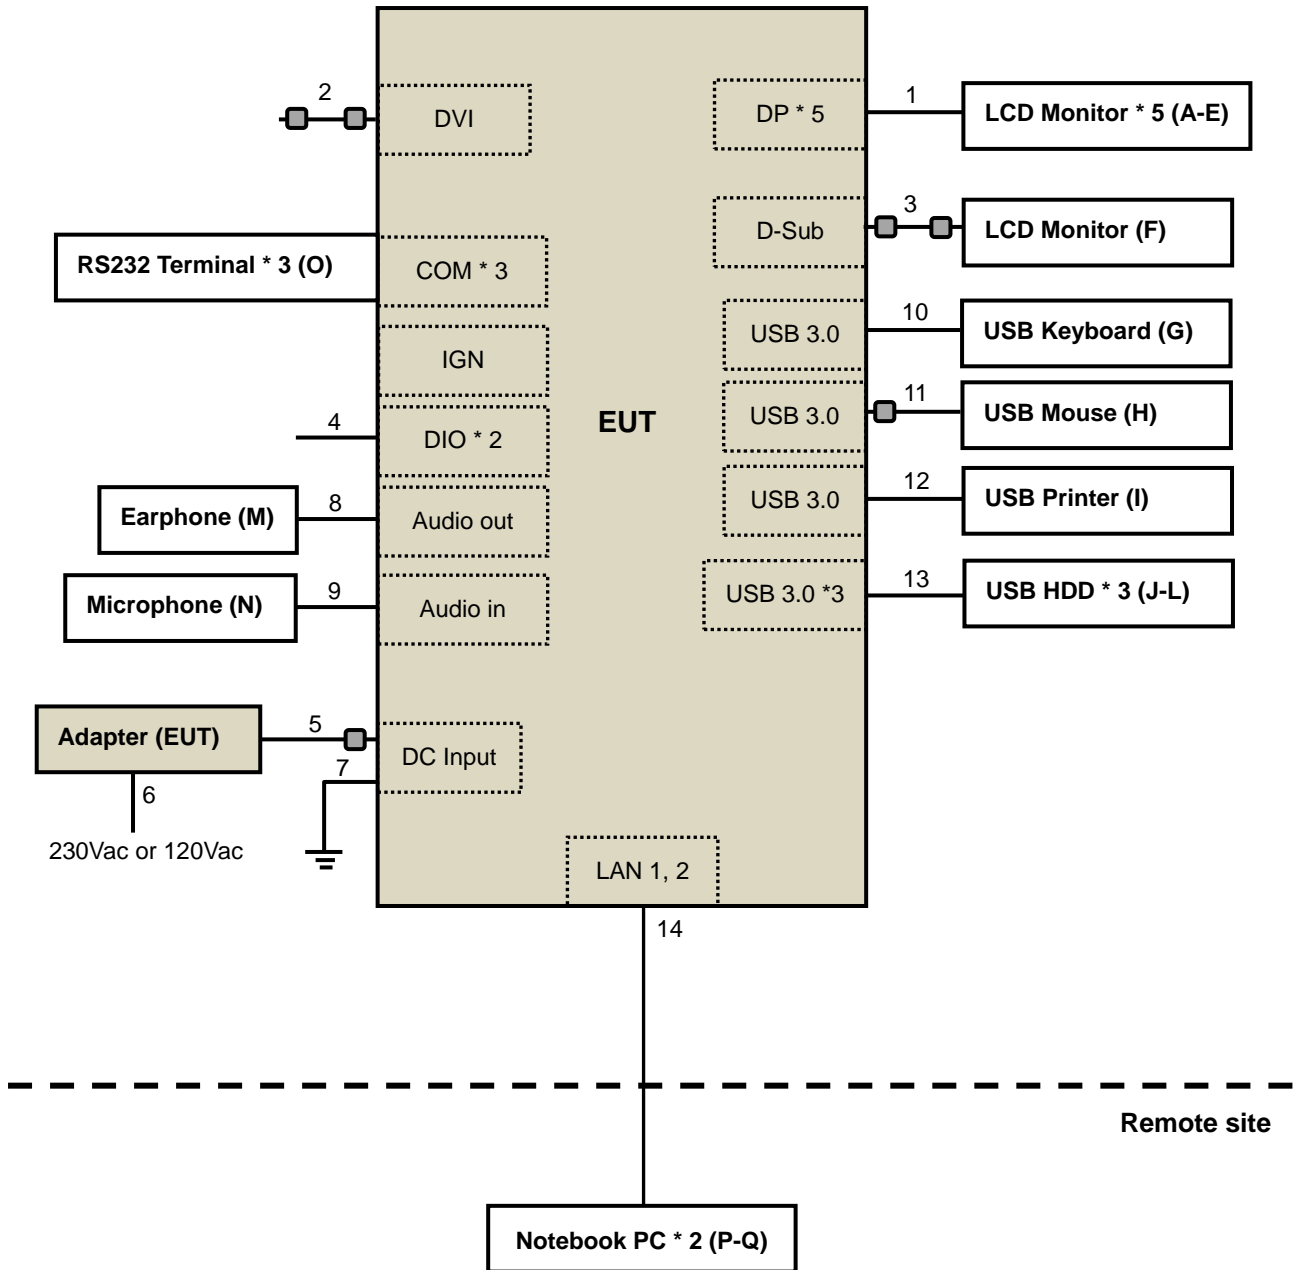 2
DVI
DP * 5
1
LCD Monitor * 5 (A-E)
RS232 Terminal * 3 (O)
COM * 3
D-Sub
3
LCD Monitor (F)
IGN
USB 3.0
10
USB Keyboard (G)
4
DIO * 2
EUT
USB 3.0
11
USB Mouse (H)
Earphone (M)
8
Audio out
USB 3.0
12
USB Printer (I)
Microphone (N)
9
Audio in
USB 3.0 *3
13
USB HDD * 3 (J-L)
Adapter (EUT)
5
DC Input
7
6
230Vac or 120Vac
LAN 1, 2
14
Remote site
Notebook PC * 2 (P-Q)